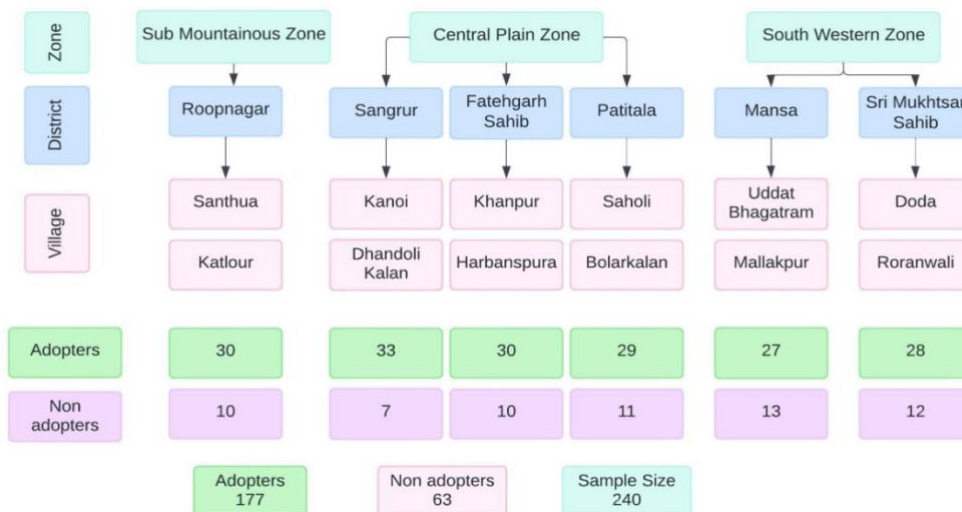 Zone
Sub Mountainous Zone
Central Plain Zone
South Western Zone
District
Roopnagar
Sangrur
Fatehgarh
Sahib
Patitala
Mansa
Sri Mukhtsar
Sahib
Village
Santhua
Kanoi
Khanpur
Saholi
Uddat
Bhagatram
Doda
Katlour
Dhandoli
Kalan
Harbanspura
Bolarkalan
Mallakpur
Roranwali
Adopters
30
33
30
29
27
28
Non
adopters
10
7
10
11
13
12
Adopters
177
Non adopters
63
Sample Size
240